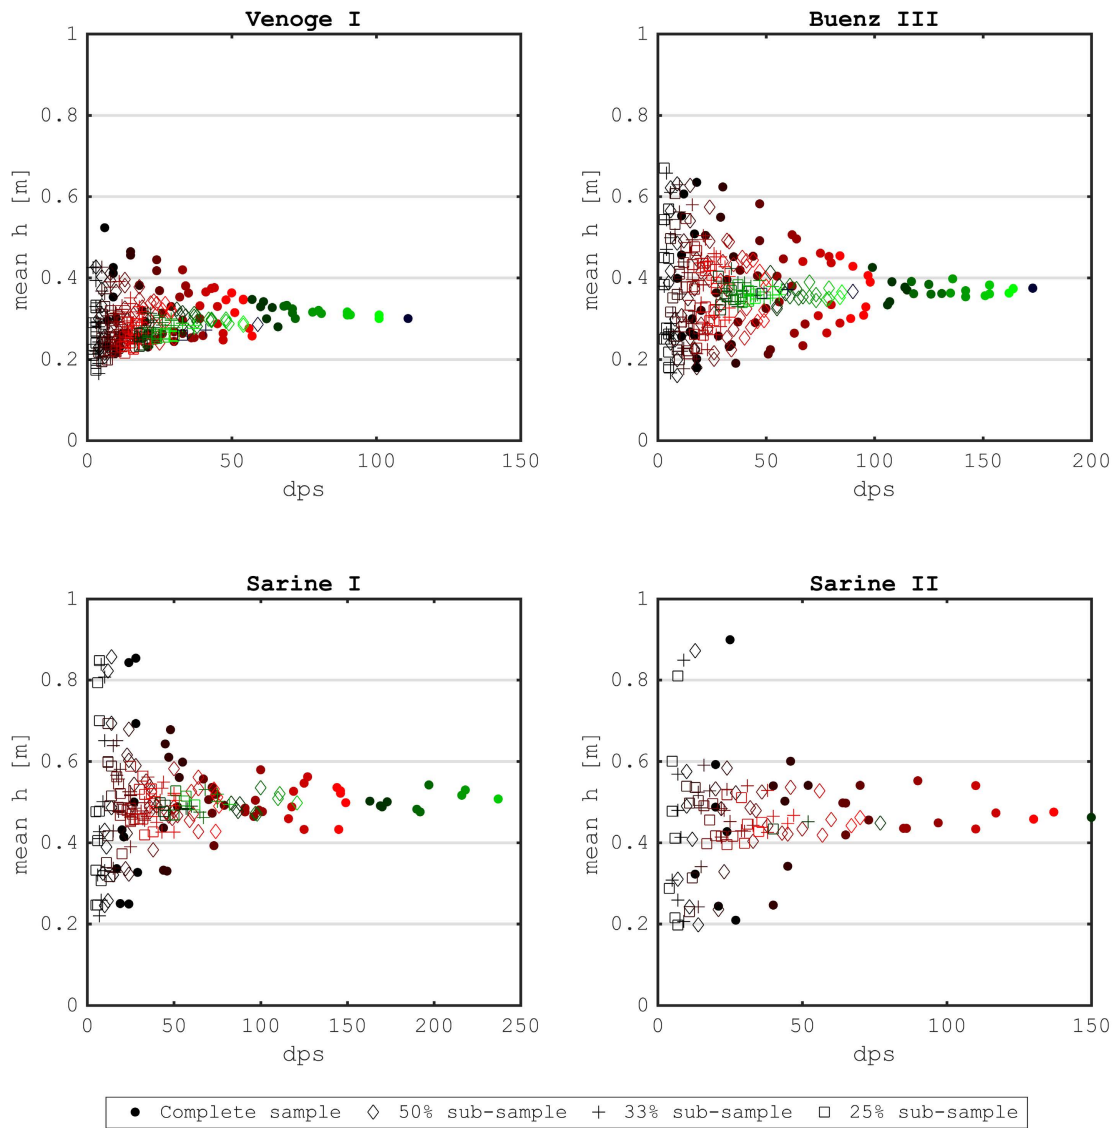 Venoge I
Buenz III
1
0.8
0.6
0.4
0.2
0
mean h [m]
0 50 100 150
dps
1
0.8
0.6
0.4
0.2
0
mean h [m]
0 50 100 150 200
dps
Sarine I
Sarine II
1
0.8
0.6
0.4
0.2
0
mean h [m]
0 50 100 150 200 250
dps
1
0.8
0.6
0.4
0.2
0
mean h [m]
0 50 100 150
dps
Complete sample 50% sub-sample 33% sub-sample 25% sub-sample